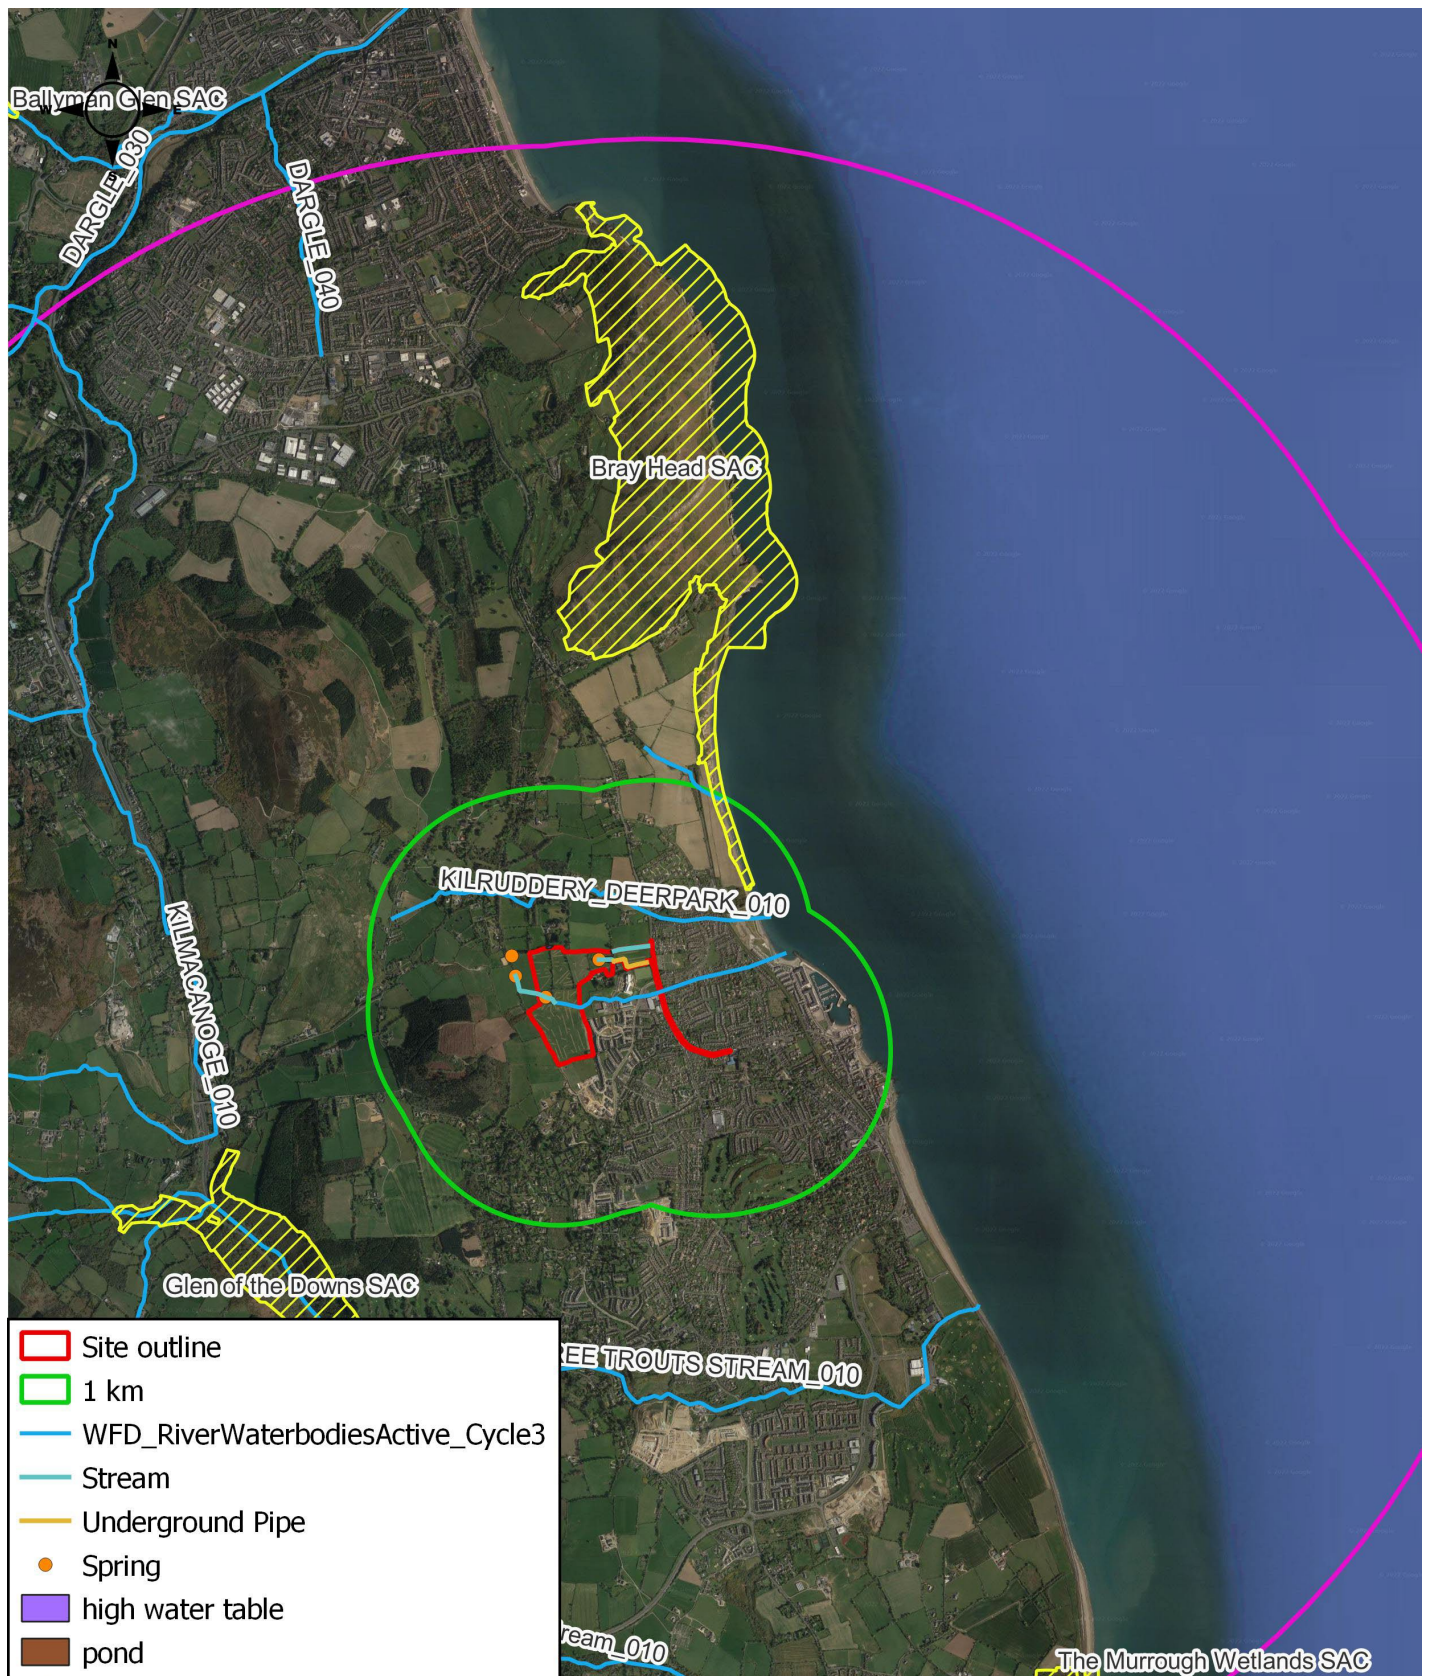 N
Ballyman Glen SAC
W
E
S
DARGLE_030
DARGLE_040
Bray Head SAC
KILRUDDERY_DEERPARK_010
KILMACANOGE_010
Glen of the Downs SAC
REE TROUTS STREAM_010
ream_010
The Murrough Wetlands SAC
Site outline
1 km
WFD_RiverWaterbodiesActive_Cycle3
Stream
Underground Pipe
Spring
high water table
pond